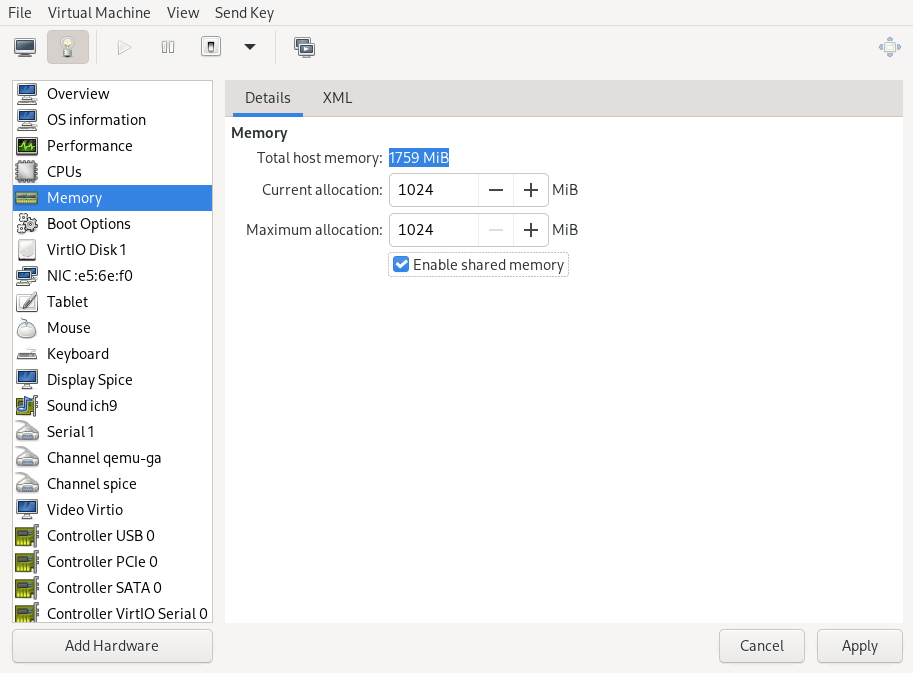 File Virtual Machine View Send Key
Overview
OS information
Performance
CPUs
Memory
Boot Options
VirtIO Disk 1
NIC :e5:6e:f0
Tablet
Mouse
Keyboard
Display Spice
Sound ich9
Serial 1
Channel qemu-ga
Channel spice
Video Virtio
Controller USB 0
Controller PCIe 0
Controller SATA 0
Controller VirtIO Serial 0
Add Hardware
Details XML
Memory
Total host memory: 1759 MiB
Current allocation: 1024 MiB
Maximum allocation: 1024 MiB
Enable shared memory
Cancel Apply